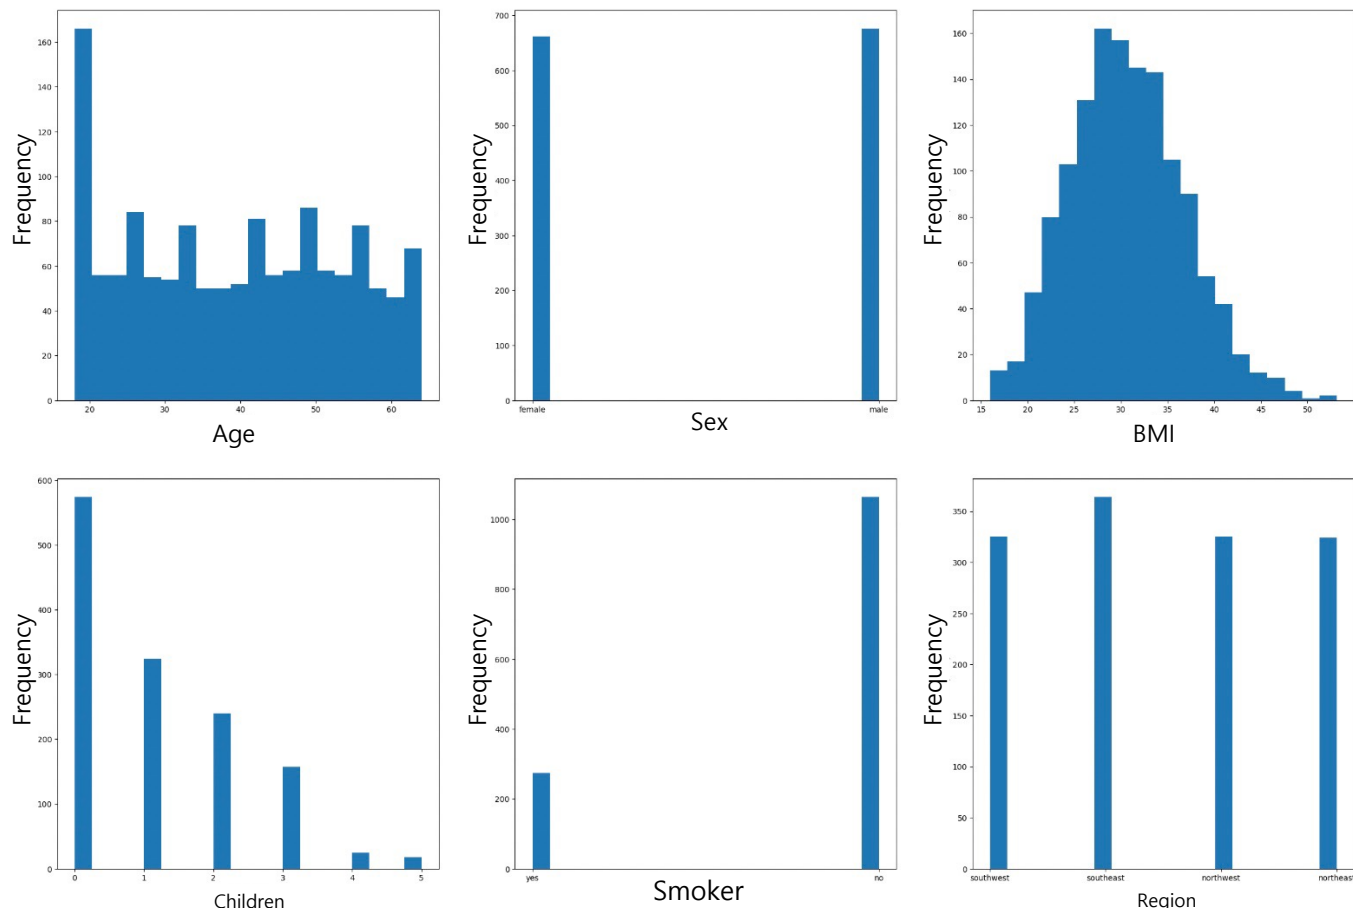 Frequency
160
140
120
100
80
60
40
20
0
20 30 40 50 60
Age
Frequency
700
600
500
400
300
200
100
0
female male
Sex
Frequency
160
140
120
100
80
60
40
20
0
15 20 25 30 35 40 45 50
BMI
Frequency
600
500
400
300
200
100
0
0 1 2 3 4 5
Children
Frequency
1000
800
600
400
200
0
yes no
Smoker
Frequency
350
300
250
200
150
100
50
0
southwest southeast northwest northeast
Region